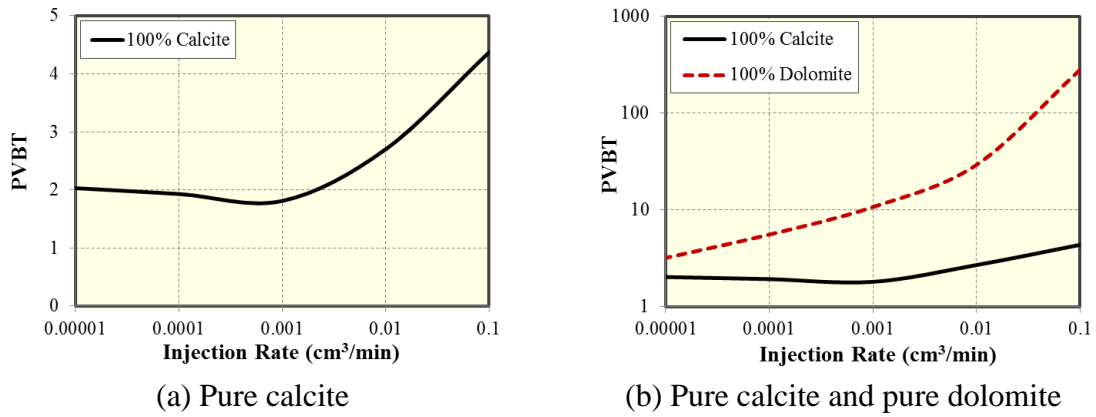 5
4
3
2
1
0
PVBT
100% Calcite
0.00001 0.0001 0.001 0.01 0.1
Injection Rate (cm³/min)
(a) Pure calcite
1000
100
10
1
PVBT
100% Calcite
100% Dolomite
0.00001 0.0001 0.001 0.01 0.1
Injection Rate (cm³/min)
(b) Pure calcite and pure dolomite